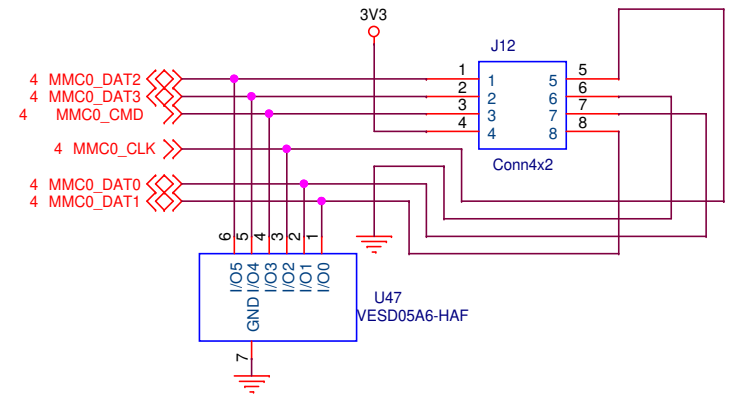 3V3
J12
1 1 5 5
4 MMC0_DAT2 2 2 6 6
4 MMC0_DAT3 3 3 7 7
4 MMC0_CMD 4 4 8 8
4 MMC0_CLK
Conn4x2
4 MMC0_DAT0
4 MMC0_DAT1
6 5 4 3 2 1
I/O5 I/O4 I/O3 I/O2 I/O1 I/O0
GND
7
U47
VESD05A6-HAF